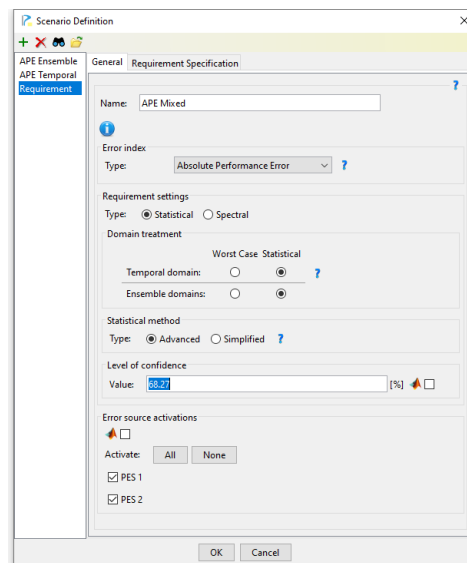 Scenario Definition
APE Ensemble
APE Temporal
Requirement
General
Requirement Specification
?
Name: APE Mixed
Error index
Type: Absolute Performance Error ?
Requirement settings
Type: Statistical Spectral
Domain treatment
Worst Case Statistical
Temporal domain: ?
Ensemble domains:
Statistical method
Type: Advanced Simplified ?
Level of confidence
Value: 68.27 [%]
Error source activations
Activate: All None
PES 1
PES 2
OK Cancel